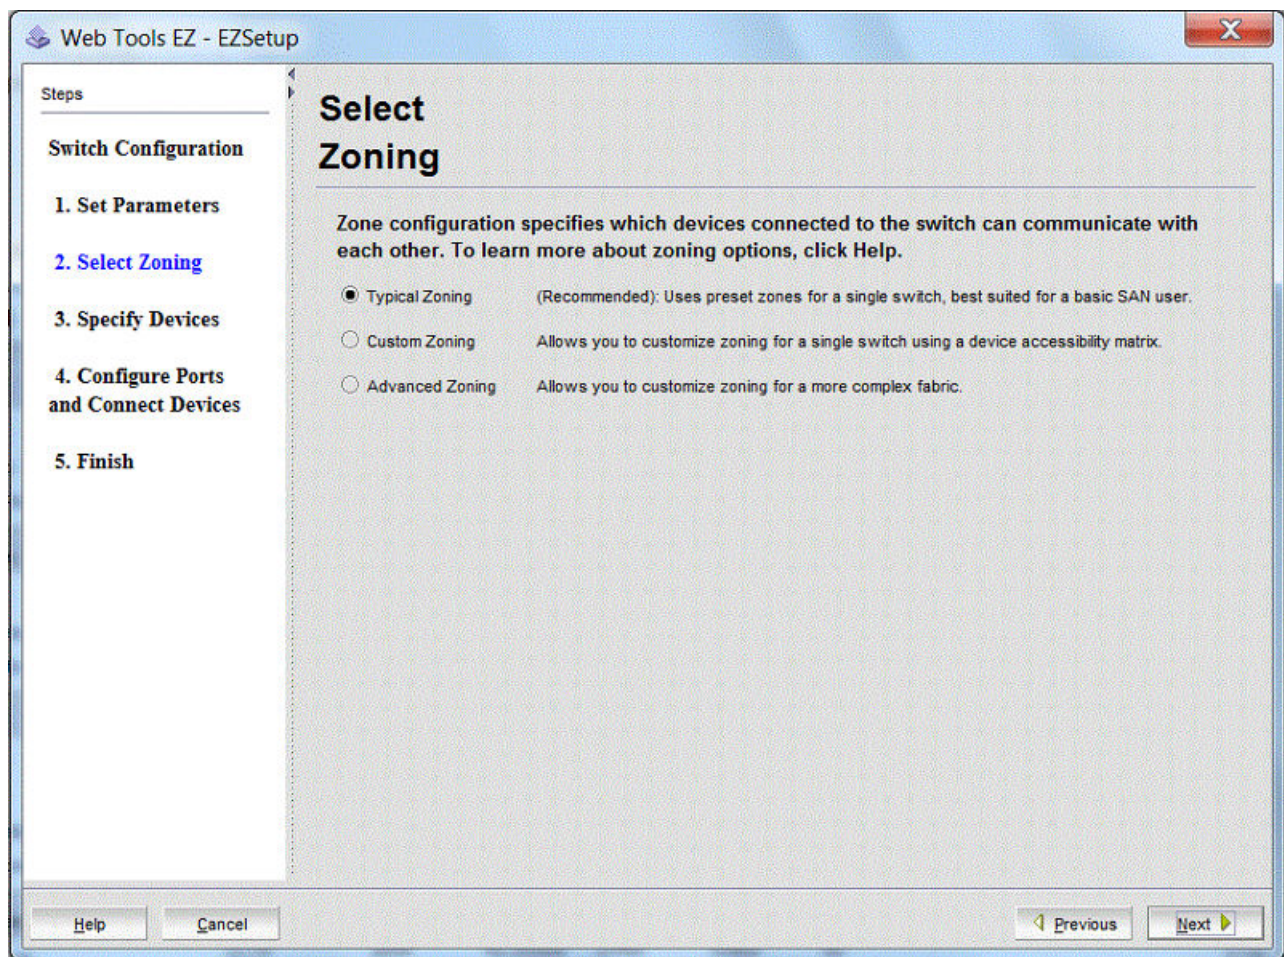 Web Tools EZ - EZSetup
Steps
Switch Configuration
1. Set Parameters
2. Select Zoning
3. Specify Devices
4. Configure Ports
and Connect Devices
5. Finish
Select
Zoning
Zone configuration specifies which devices connected to the switch can communicate with
each other. To learn more about zoning options, click Help.
Typical Zoning (Recommended): Uses preset zones for a single switch, best suited for a basic SAN user.
Custom Zoning Allows you to customize zoning for a single switch using a device accessibility matrix.
Advanced Zoning Allows you to customize zoning for a more complex fabric.
Help Cancel Previous Next